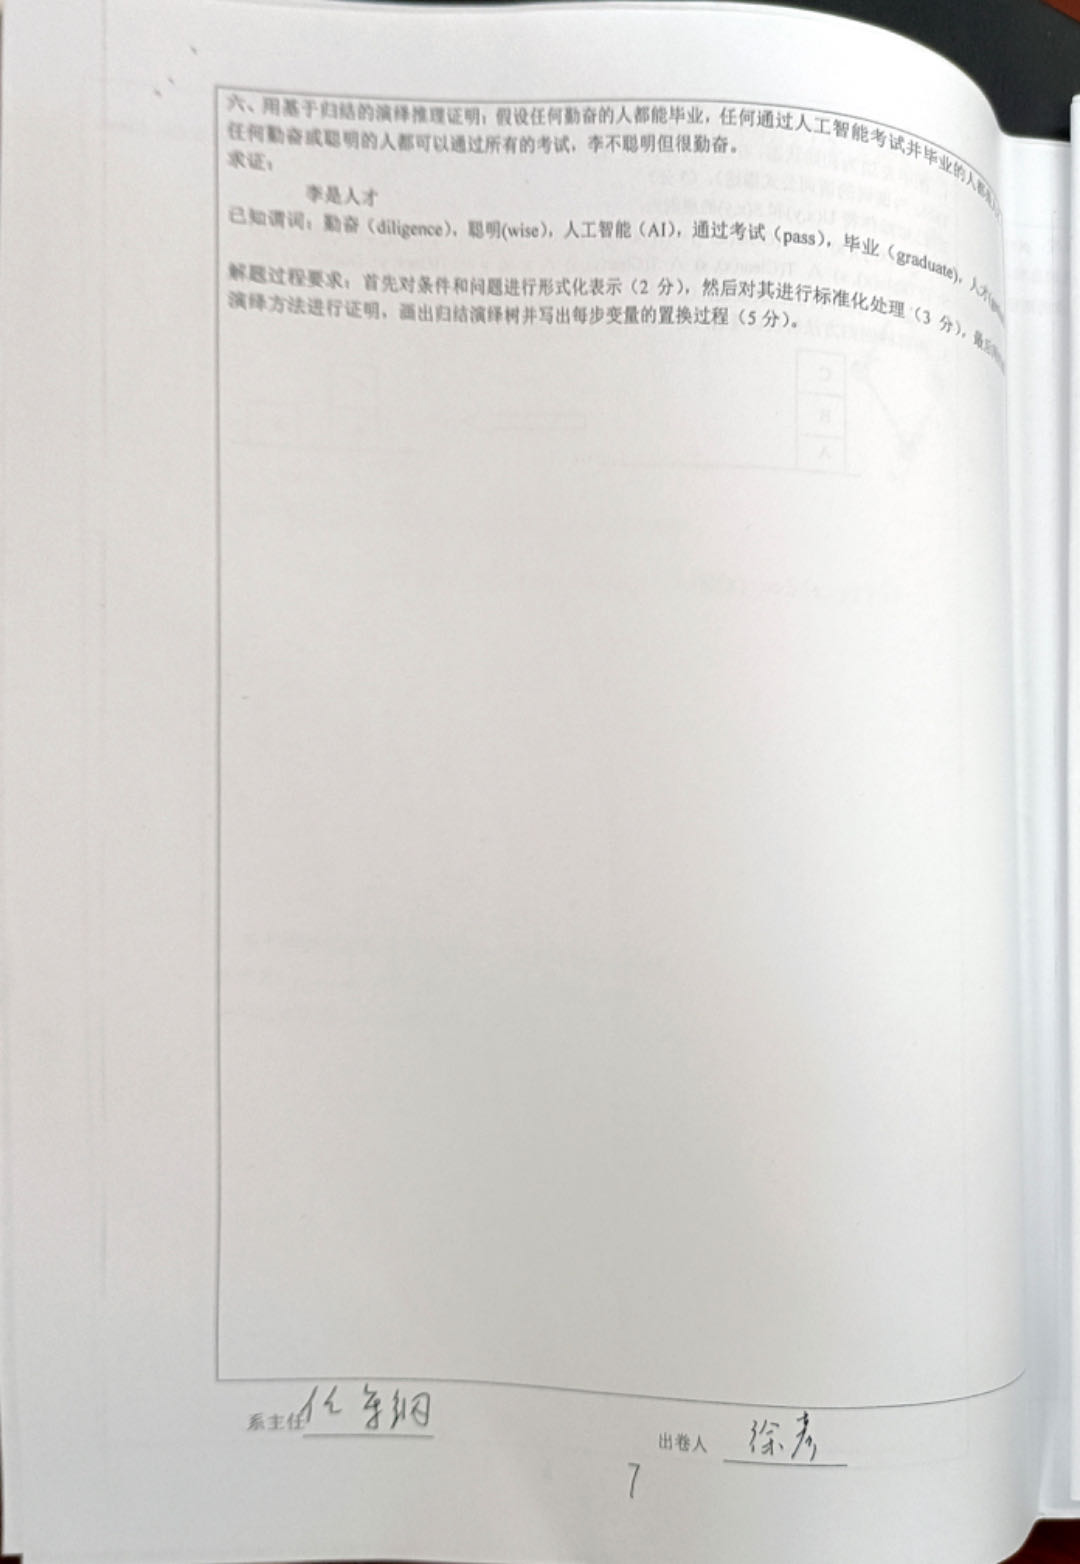 六、用基于归结的演绎推理证明：假设任何勤奋的人都能毕业，任何通过人工智能考试并毕业的人都
任何勤奋或聪明的人都可以通过所有的考试，李不聪明但很勤奋。
求证：
李是人才
已知谓词：勤奋（diligence），聪明(wise)，人工智能（AI），通过考试（pass），毕业（graduate)，人才
解题过程要求：首先对条件和问题进行形式化表示（2 分），然后对其进行标准化处理（3 分），最后
演绎方法进行证明，画出归结演绎树并写出每步变量的置换过程（5 分）。
系主任
出卷人 徐彦
7